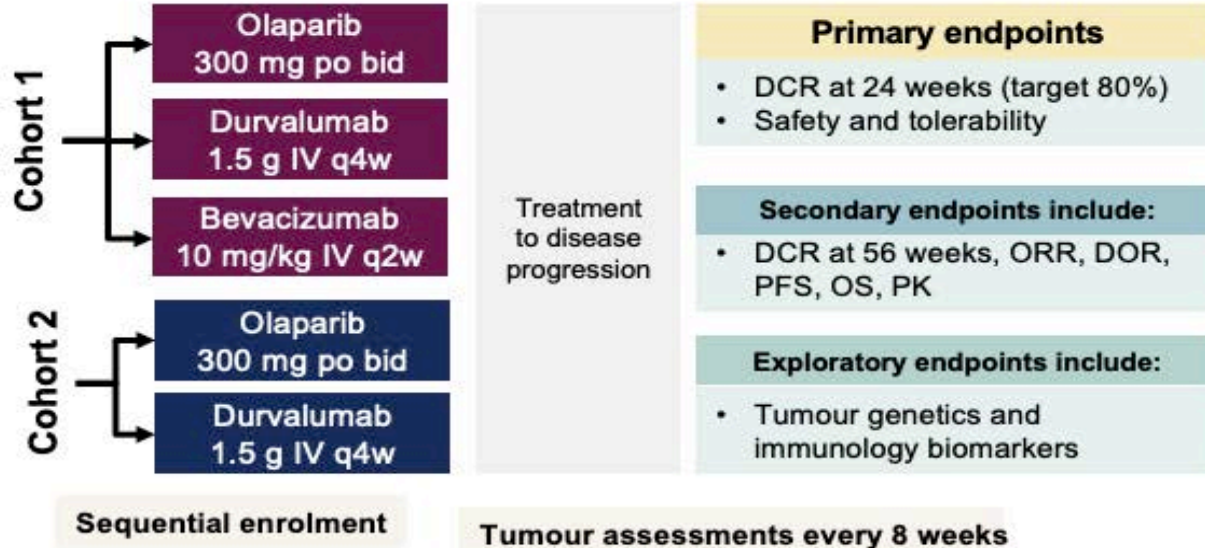 Cohort 1
Olaparib
300 mg po bid
Durvalumab
1.5 g IV q4w
Bevacizumab
10 mg/kg IV q2w
Cohort 2
Olaparib
300 mg po bid
Durvalumab
1.5 g IV q4w
Treatment
to disease
progression
Primary endpoints
• DCR at 24 weeks (target 80%)
• Safety and tolerability
Secondary endpoints include:
• DCR at 56 weeks, ORR, DOR,
PFS, OS, PK
Exploratory endpoints include:
• Tumour genetics and
immunology biomarkers
Sequential enrolment
Tumour assessments every 8 weeks